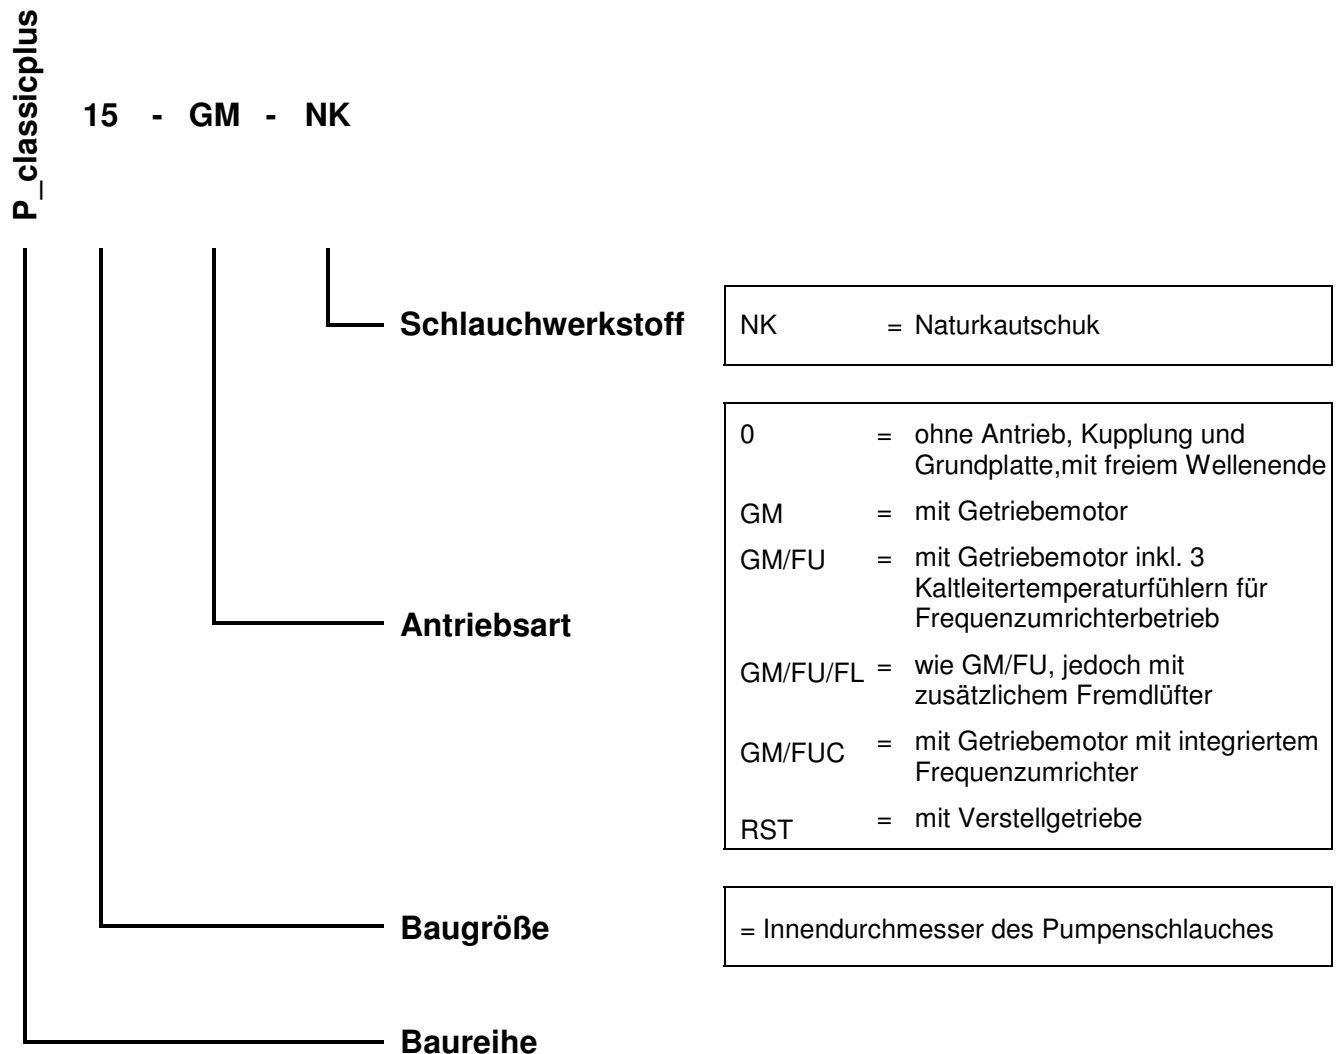 P_classicplus
15 - GM - NK
Schlauchwerkstoff
NK = Naturkautschuk
0 = ohne Antrieb, Kupplung und
Grundplatte,mit freiem Wellenende
GM = mit Getriebemotor
GM/FU = mit Getriebemotor inkl. 3
Kaltleitertemperaturfühlern für
Frequenzumrichterbetrieb
Antriebsart
GM/FU/FL = wie GM/FU, jedoch mit
zusätzlichem Fremdlüfter
GM/FUC = mit Getriebemotor mit integriertem
Frequenzumrichter
RST = mit Verstellgetriebe
Baugröße
= Innendurchmesser des Pumpenschlauches
Baureihe